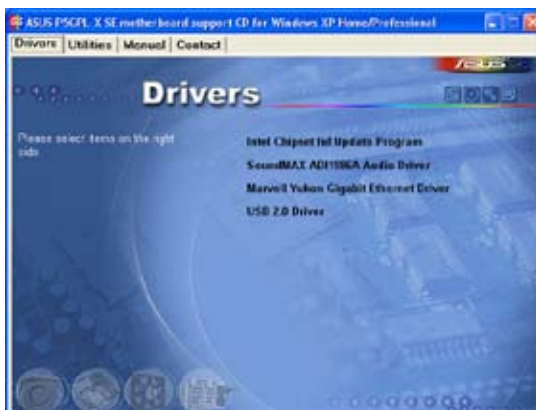 ASUS P5GPL-X SE motherboard support CD for Windows XP Home/Professional
Drivers Utilities Manual Contact
ASUS
Drivers
Please select items on the right side
Intel Chipset Inf Update Program
SoundMAX ADI1986A Audio Driver
Marvell Yukon Gigabit Ethernet Driver
USB 2.0 Driver